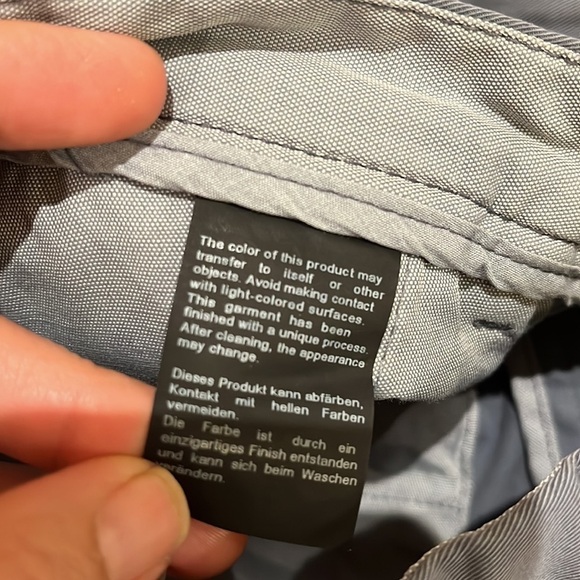 The color of this product may
transfer to itself or other
objects. Avoid making contact
with light-colored surfaces.
This garment has been
finished with a unique process.
After cleaning, the appearance
may change.
Dieses Produkt kann abfärben,
Kontakt mit hellen Farben
vermeiden.
Die Farbe ist durch ein
einzigartiges Finish entstanden
und kann sich beim Waschen
verändern.